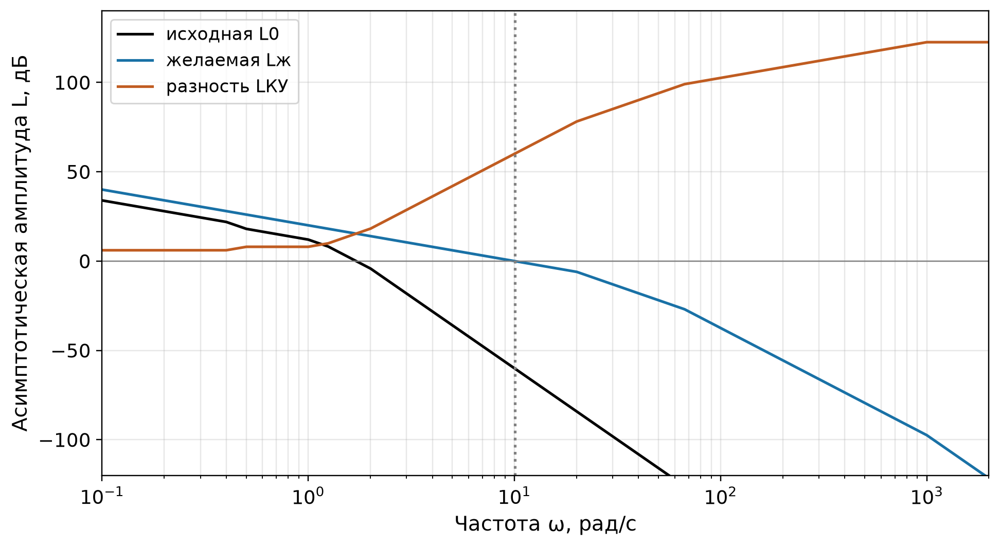 исходная L0
желаемая Lж
разность LКУ
Асимптотическая амплитуда L, дБ
100
50
0
−50
−100
10⁻¹
10⁰
10¹
10²
10³
Частота ω, рад/с